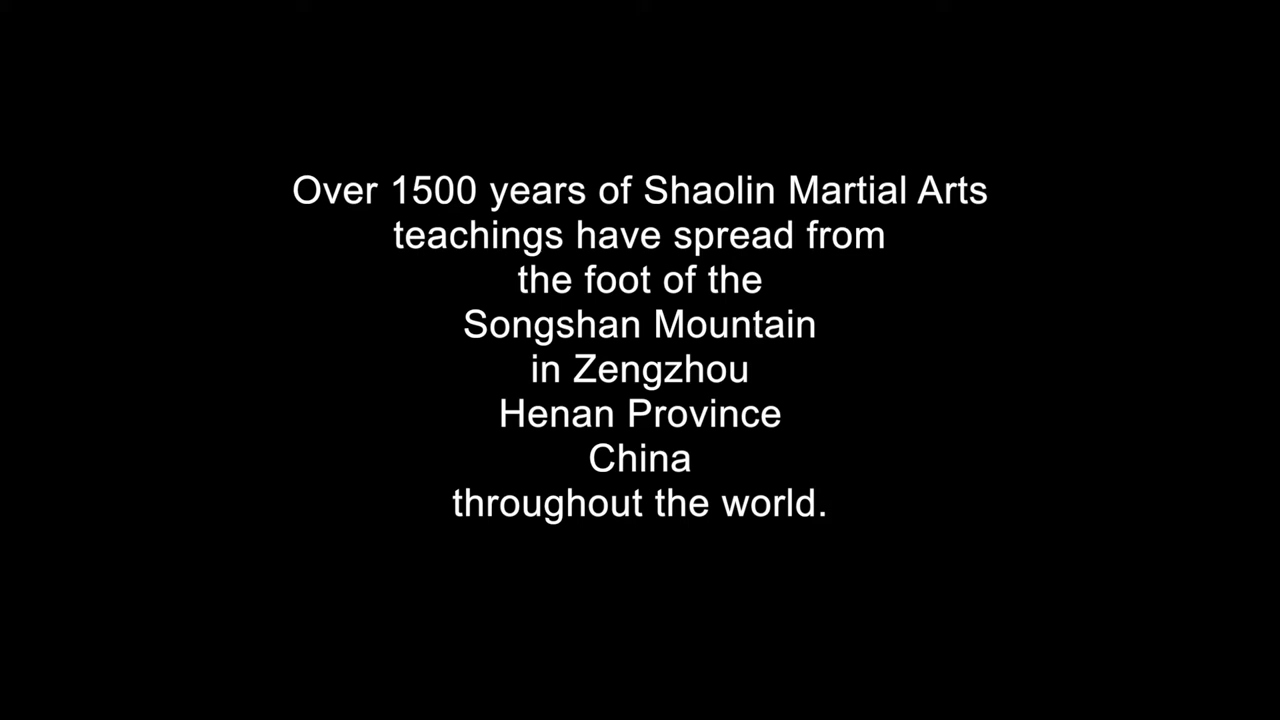 Over 1500 years of Shaolin Martial Arts
teachings have spread from
the foot of the
Songshan Mountain
in Zengzhou
Henan Province
China
throughout the world.